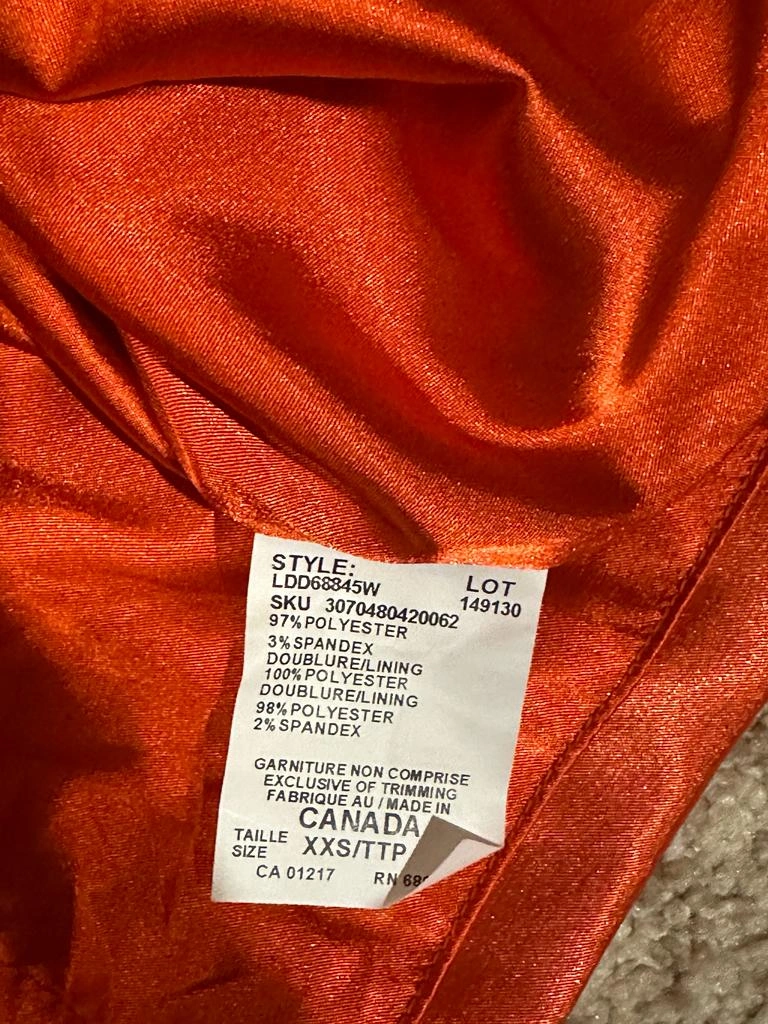 STYLE:
LDD68845W LOT
SKU 3070480420062 149130
97% POLYESTER
3% SPANDEX
DOUBLURE/LINING
100% POLYESTER
DOUBLURE/LINING
98% POLYESTER
2% SPANDEX
GARNITURE NON COMPRISE
EXCLUSIVE OF TRIMMING
FABRIQUE AU / MADE IN
CANADA
TAILLE
SIZE XXS/TTP
CA 01217 RN